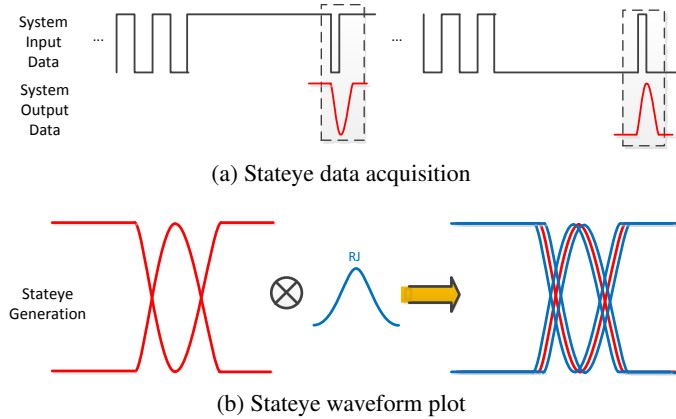 System
Input
Data
...
...
System
Output
Data
(a) Stateye data acquisition
RJ
Stateye
Generation
(b) Stateye waveform plot